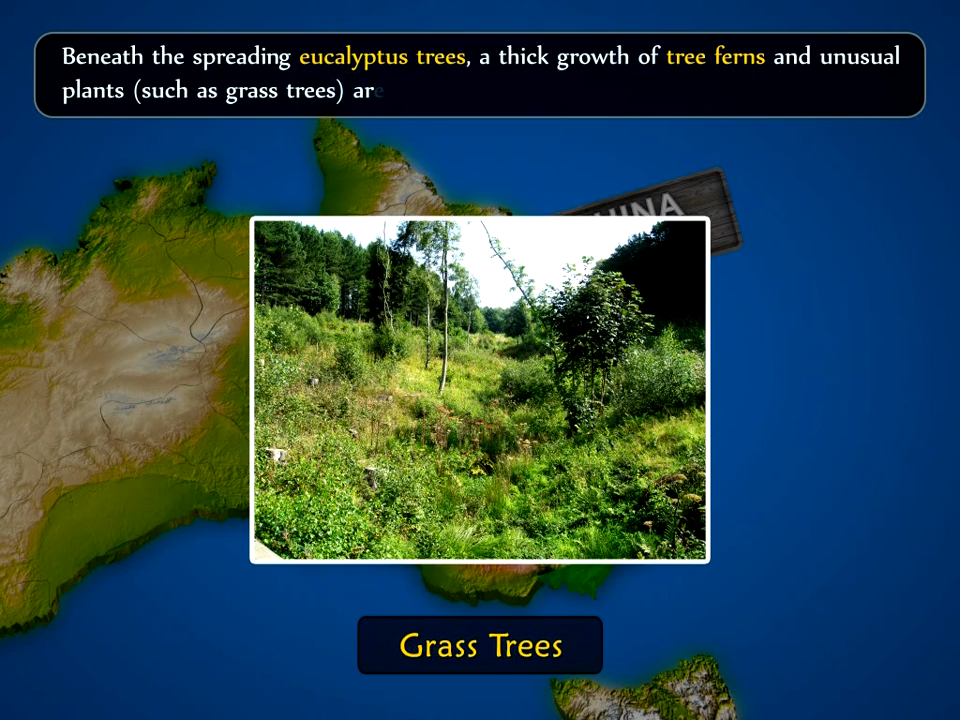 Beneath the spreading eucalyptus trees, a thick growth of tree ferns and unusual
plants (such as grass trees) are
Grass Trees